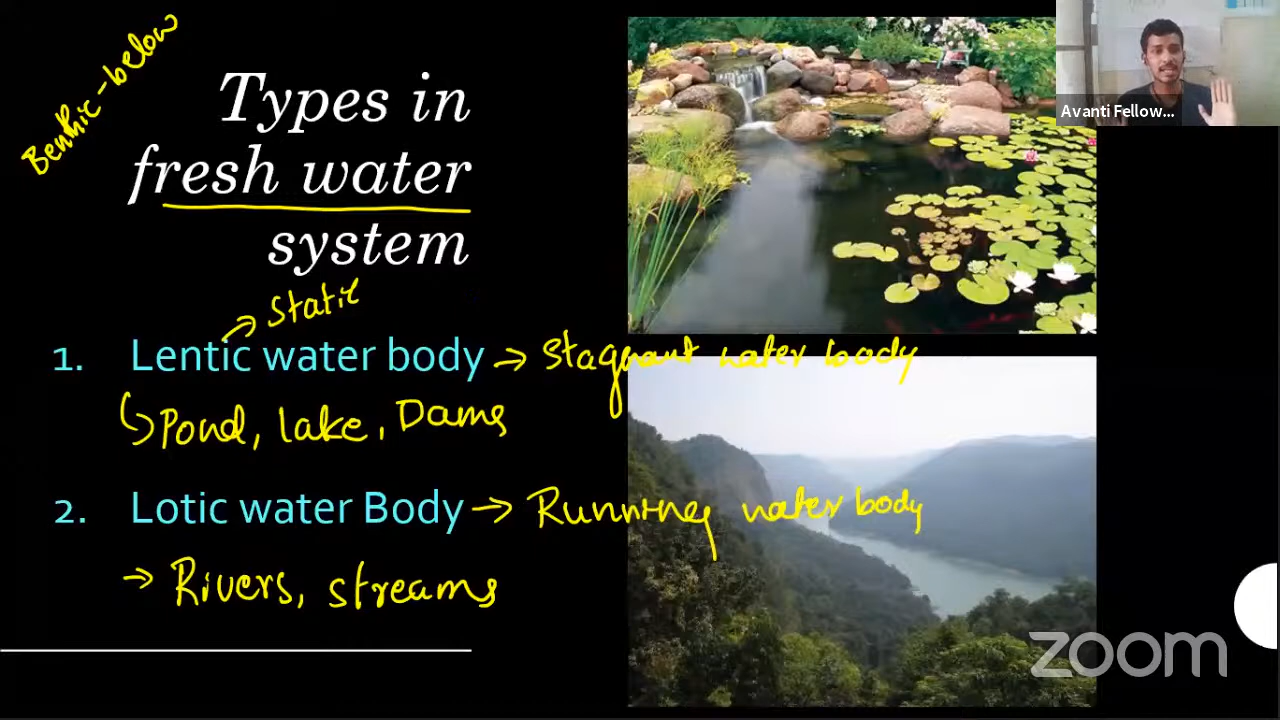 Benthic - below
Types in
fresh water
system
→ Static
1. Lentic water body → Stagnant water body
↳ Pond, lake, Dams
2. Lotic water Body → Running water body
→ Rivers, streams
Avanti Fellow...
zoom